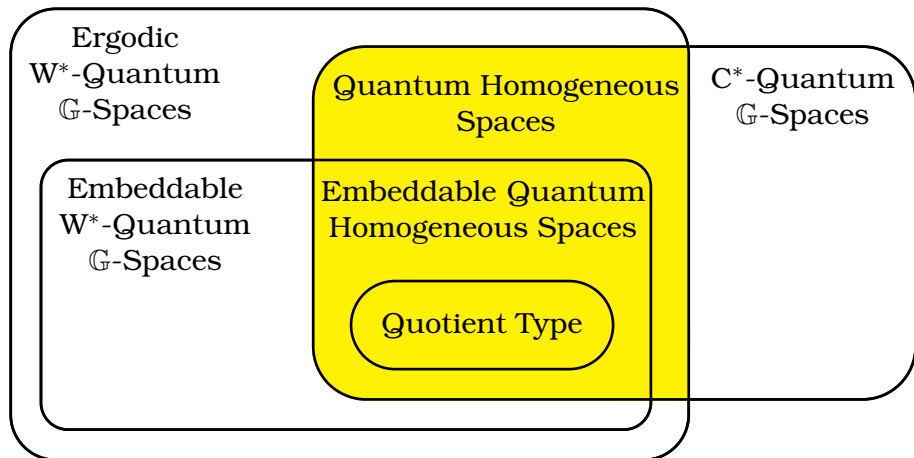 Ergodic
W*-Quantum
𝔾-Spaces
Quantum Homogeneous
Spaces
C*-Quantum
𝔾-Spaces
Embeddable
W*-Quantum
𝔾-Spaces
Embeddable Quantum
Homogeneous Spaces
Quotient Type